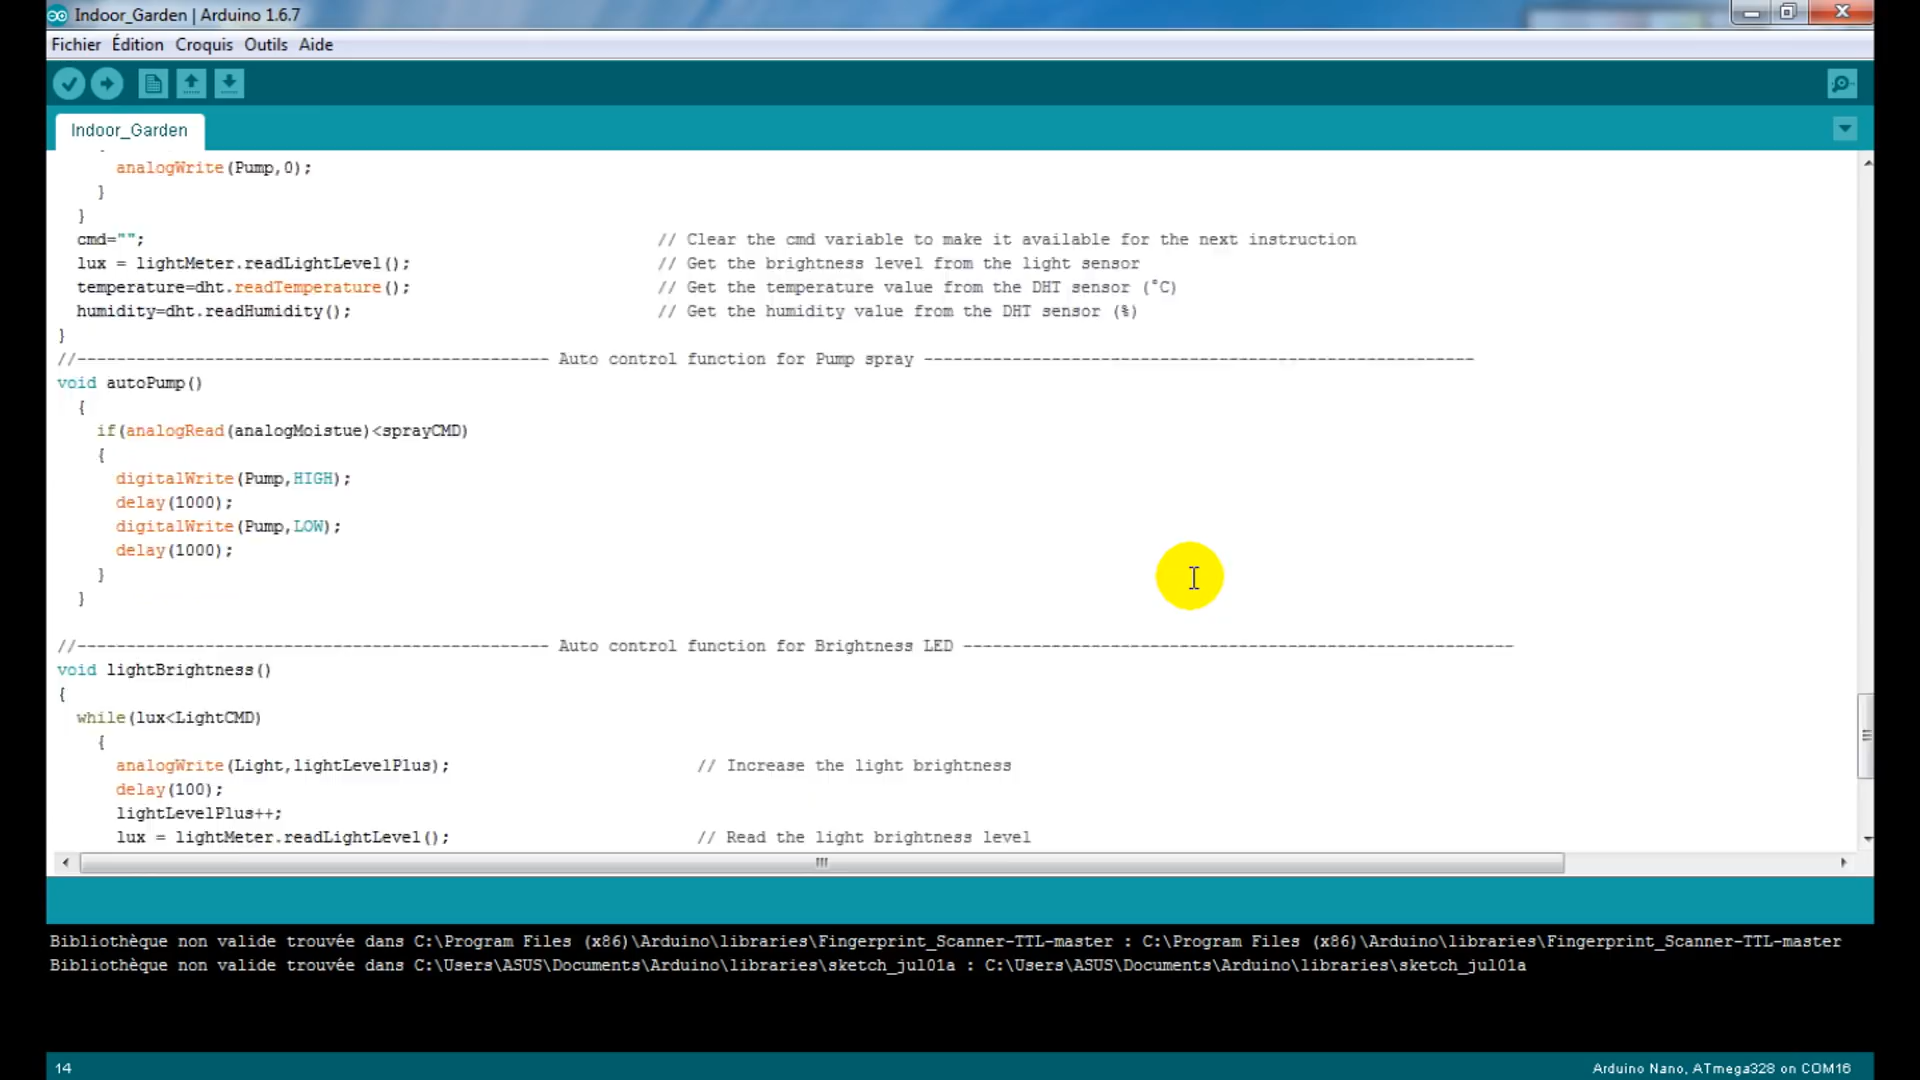 Indoor_Garden | Arduino 1.6.7
Fichier Édition Croquis Outils Aide
Indoor_Garden
analogWrite(Pump,0);
}
}
cmd=""; // Clear the cmd variable to make it available for the next instruction
lux = lightMeter.readLightLevel(); // Get the brightness level from the light sensor
temperature=dht.readTemperature(); // Get the temperature value from the DHT sensor (°C)
humidity=dht.readHumidity(); // Get the humidity value from the DHT sensor (%)
}
//------------------------------------------------ Auto control function for Pump spray --------------------------------------------------------
void autoPump()
{
if(analogRead(analogMoistue)<sprayCMD)
{
digitalWrite(Pump,HIGH);
delay(1000);
digitalWrite(Pump,LOW);
delay(1000);
}
}
//------------------------------------------------ Auto control function for Brightness LED --------------------------------------------------------
void lightBrightness()
{
while(lux<LightCMD)
{
analogWrite(Light,lightLevelPlus); // Increase the light brightness
delay(100);
lightLevelPlus++;
lux = lightMeter.readLightLevel(); // Read the light brightness level
Bibliothèque non valide trouvée dans C:\Program Files (x86)\Arduino\libraries\Fingerprint_Scanner-TTL-master : C:\Program Files (x86)\Arduino\libraries\Fingerprint_Scanner-TTL-master
Bibliothèque non valide trouvée dans C:\Users\ASUS\Documents\Arduino\libraries\sketch_jul01a : C:\Users\ASUS\Documents\Arduino\libraries\sketch_jul01a
14 Arduino Nano, ATmega328 on COM16